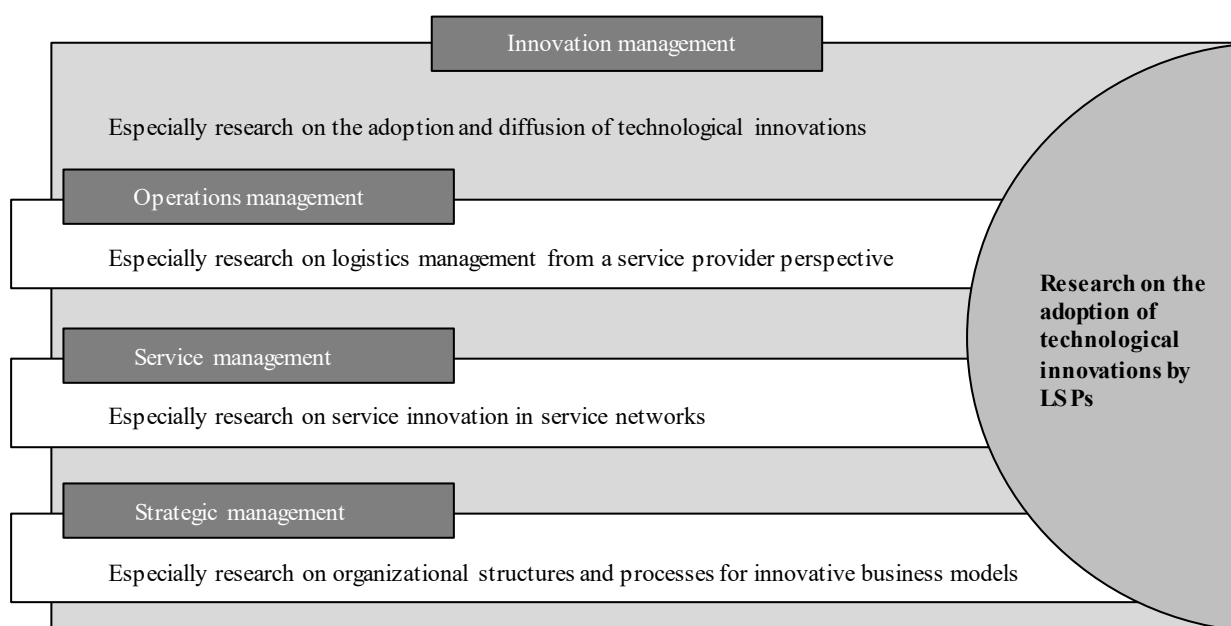 Innovation management
Especially research on the adoption and diffusion of technological innovations
Operations management
Especially research on logistics management from a service provider perspective
Service management
Especially research on service innovation in service networks
Strategic management
Especially research on organizational structures and processes for innovative business models
Research on the
adoption of
technological
innovations by
LSPs